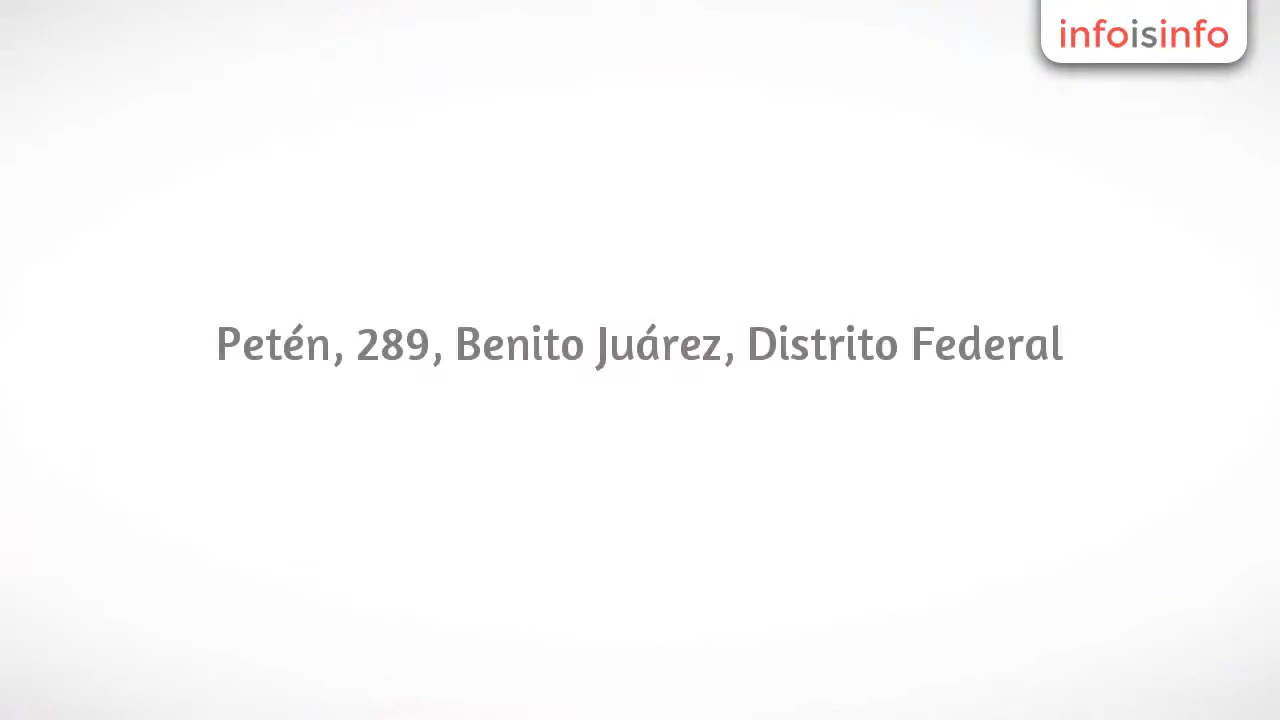 infoisinfo
Petén, 289, Benito Juárez, Distrito Federal